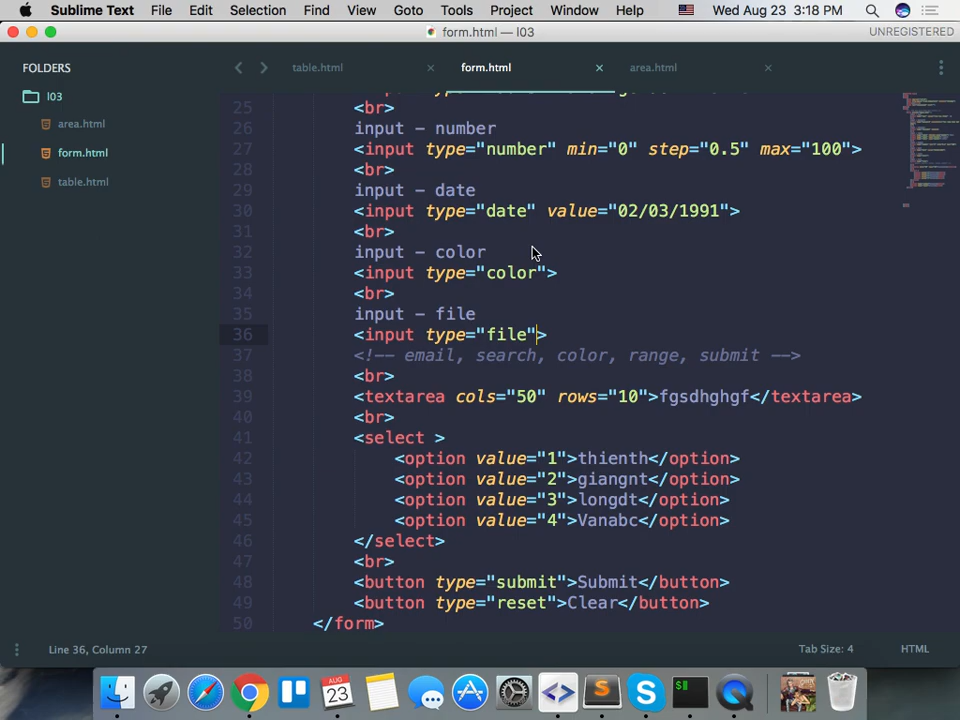 Sublime Text File Edit Selection Find View Goto Tools Project Window Help Wed Aug 23 3:18 PM
form.html — l03
UNREGISTERED
FOLDERS
l03
area.html
form.html
table.html
table.html
form.html
area.html
25 <br>
26 input - number
27 <input type="number" min="0" step="0.5" max="100">
28 <br>
29 input - date
30 <input type="date" value="02/03/1991">
31 <br>
32 input - color
33 <input type="color">
34 <br>
35 input - file
36 <input type="file">
37 <!-- email, search, color, range, submit -->
38 <br>
39 <textarea cols="50" rows="10">fgsdhghgf</textarea>
40 <br>
41 <select >
42 <option value="1">thienth</option>
43 <option value="2">giangnt</option>
44 <option value="3">longdt</option>
45 <option value="4">Vanabc</option>
46 </select>
47 <br>
48 <button type="submit">Submit</button>
49 <button type="reset">Clear</button>
50 </form>
Line 36, Column 27
Tab Size: 4
HTML
AUG
23